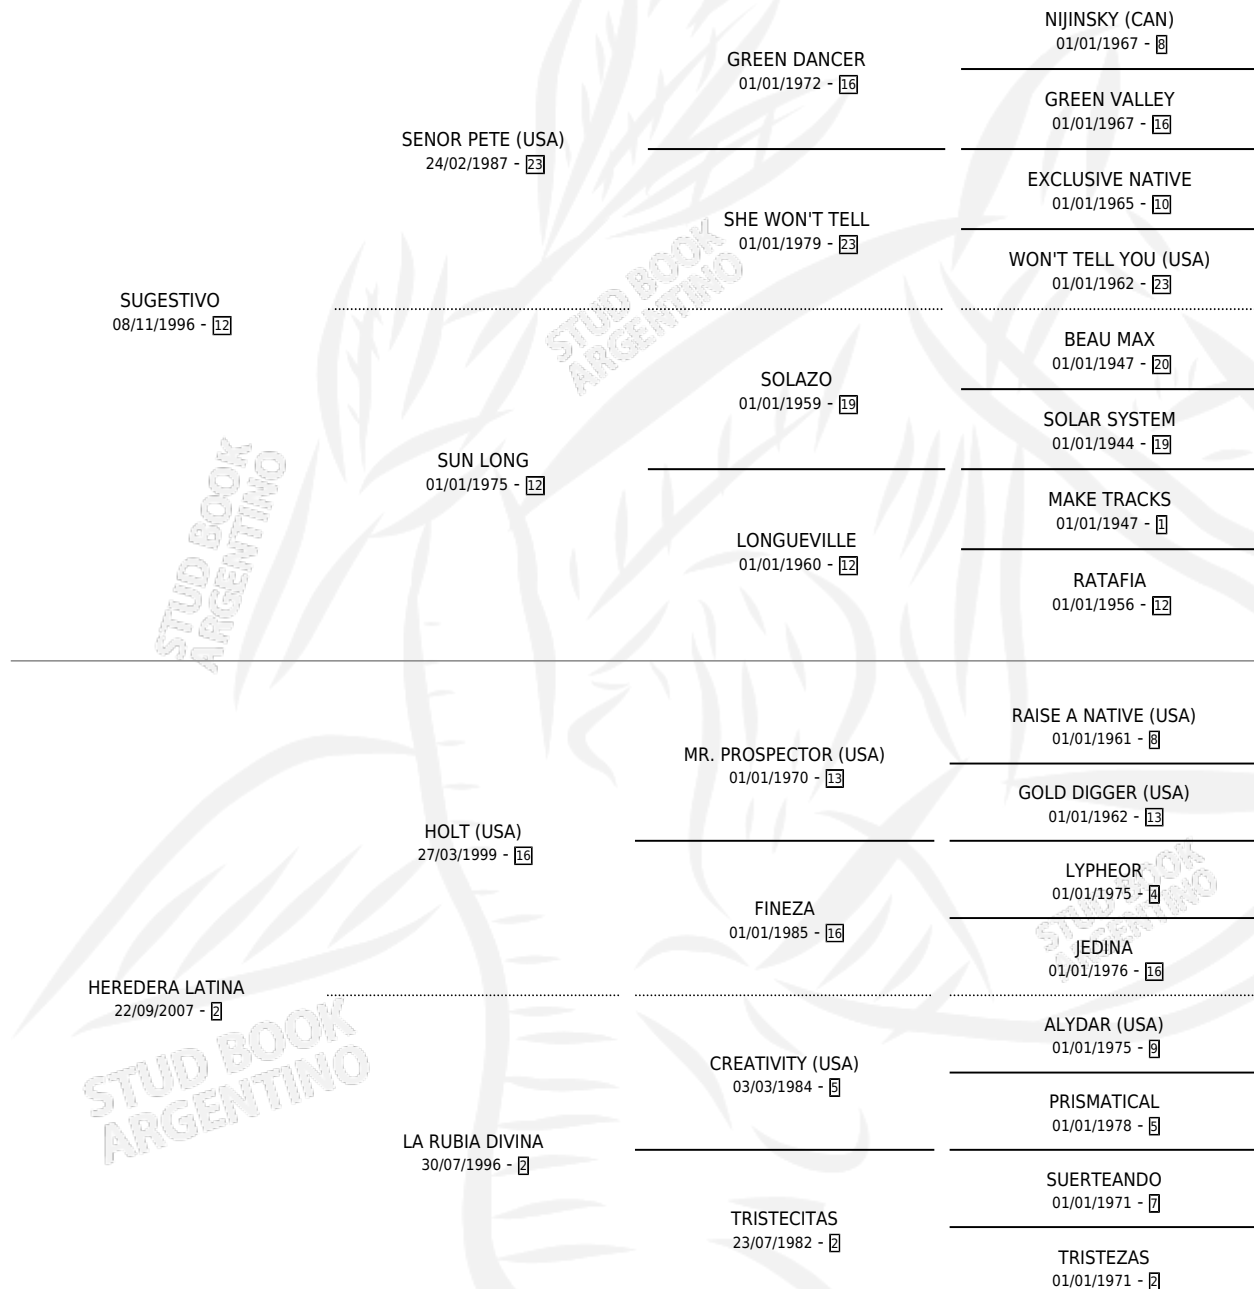 NIJINSKY (CAN)
01/01/1967 - 8
GREEN DANCER
01/01/1972 - 16
GREEN VALLEY
01/01/1967 - 16
SENOR PETE (USA)
24/02/1987 - 23
EXCLUSIVE NATIVE
01/01/1965 - 10
SHE WON'T TELL
01/01/1979 - 23
WON'T TELL YOU (USA)
01/01/1962 - 23
SUGESTIVO
08/11/1996 - 12
STUD BOOK
ARGENTINO
BEAU MAX
01/01/1947 - 20
SOLAZO
01/01/1959 - 19
SOLAR SYSTEM
01/01/1944 - 19
SUN LONG
01/01/1975 - 12
MAKE TRACKS
01/01/1947 - 1
LONGUEVILLE
01/01/1960 - 12
RATAFIA
01/01/1956 - 12
STUD BOOK
ARGENTINO
RAISE A NATIVE (USA)
01/01/1961 - 8
MR. PROSPECTOR (USA)
01/01/1970 - 13
GOLD DIGGER (USA)
01/01/1962 - 13
HOLT (USA)
27/03/1999 - 16
LYPHEOR
01/01/1975 - 4
FINEZA
01/01/1985 - 16
JEDINA
01/01/1976 - 16
STUD BOOK
ARGENTINO
HEREDERA LATINA
22/09/2007 - 2
ALYDAR (USA)
01/01/1975 - 9
CREATIVITY (USA)
03/03/1984 - 5
PRISMATICAL
01/01/1978 - 5
STUD BOOK
ARGENTINO
LA RUBIA DIVINA
30/07/1996 - 2
SUERTEANDO
01/01/1971 - 7
TRISTECITAS
23/07/1982 - 2
TRISTEZAS
01/01/1971 - 2